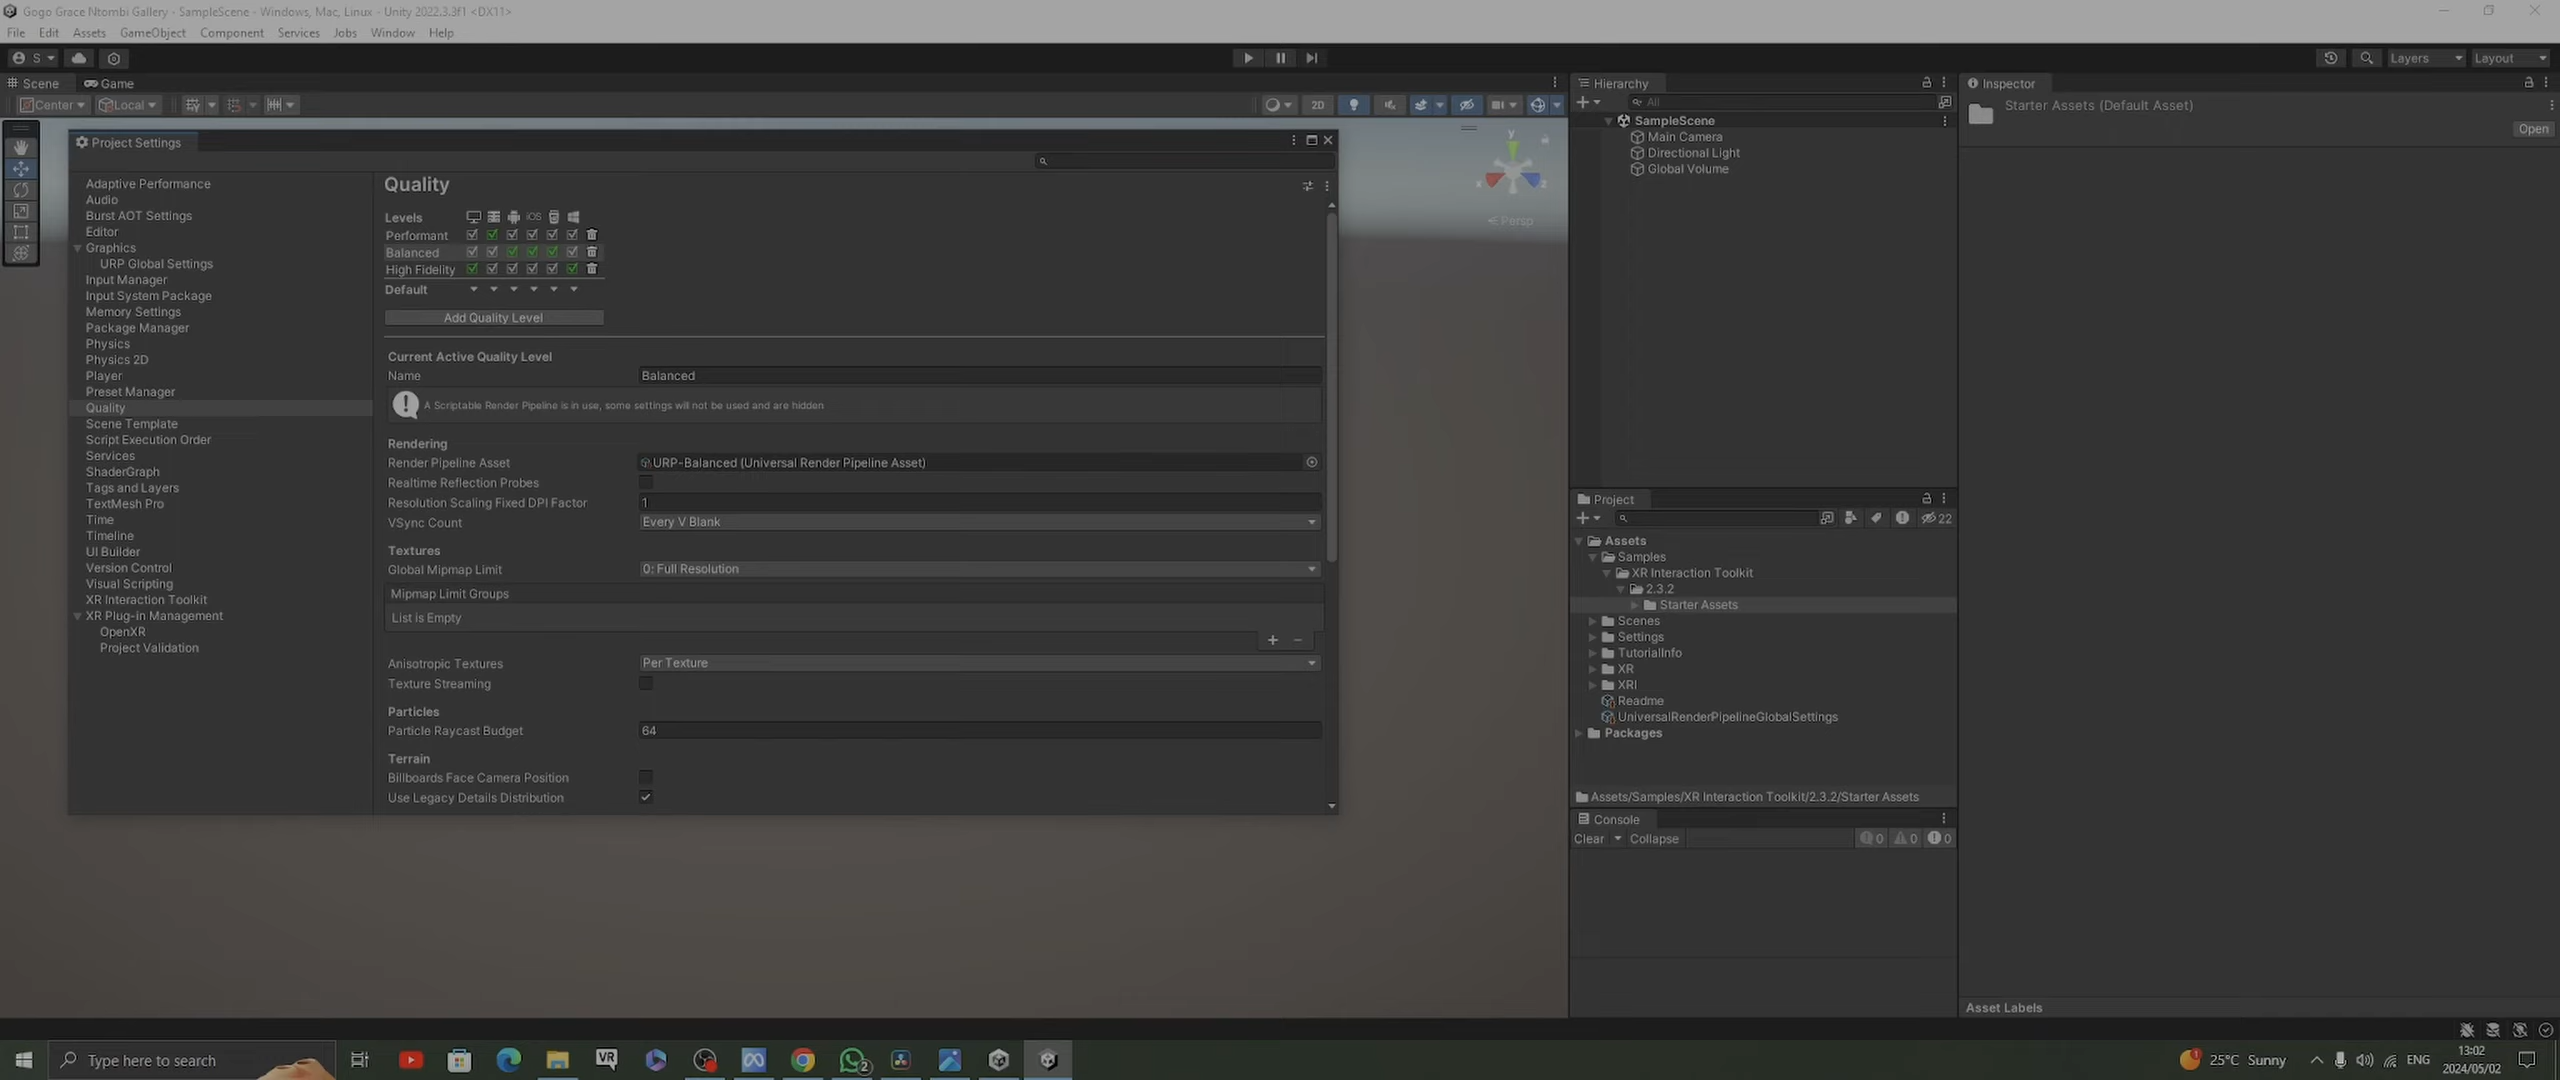 Gogo Grace Ntombi Gallery - SampleScene - Windows, Mac, Linux - Unity 2022.3.3f1 <DX11>
File Edit Assets GameObject Component Services Jobs Window Help
S Layers Layout
Scene Game
Center Local 2D
Project Settings
Adaptive Performance
Audio
Burst AOT Settings
Editor
Graphics
URP Global Settings
Input Manager
Input System Package
Memory Settings
Package Manager
Physics
Physics 2D
Player
Preset Manager
Quality
Scene Template
Script Execution Order
Services
ShaderGraph
Tags and Layers
TextMesh Pro
Time
Timeline
UI Builder
Version Control
Visual Scripting
XR Interaction Toolkit
XR Plug-in Management
OpenXR
Project Validation
Quality
Levels iOS
Performant
Balanced
High Fidelity
Default
Add Quality Level
Current Active Quality Level
Name Balanced
A Scriptable Render Pipeline is in use, some settings will not be used and are hidden
Rendering
Render Pipeline Asset URP-Balanced (Universal Render Pipeline Asset)
Realtime Reflection Probes
Resolution Scaling Fixed DPI Factor 1
VSync Count Every V Blank
Textures
Global Mipmap Limit 0: Full Resolution
Mipmap Limit Groups
List is Empty
+ -
Anisotropic Textures Per Texture
Texture Streaming
Particles
Particle Raycast Budget 64
Terrain
Billboards Face Camera Position
Use Legacy Details Distribution
y
x z
Persp
Hierarchy
All
SampleScene
Main Camera
Directional Light
Global Volume
Project
22
Assets
Samples
XR Interaction Toolkit
2.3.2
Starter Assets
Scenes
Settings
TutorialInfo
XR
XRI
Readme
UniversalRenderPipelineGlobalSettings
Packages
Assets/Samples/XR Interaction Toolkit/2.3.2/Starter Assets
Console
Clear Collapse 0 0 0
Inspector
Starter Assets (Default Asset)
Open
Asset Labels
Type here to search
VR
2
1
25°C Sunny
ENG
13:02
2024/05/02